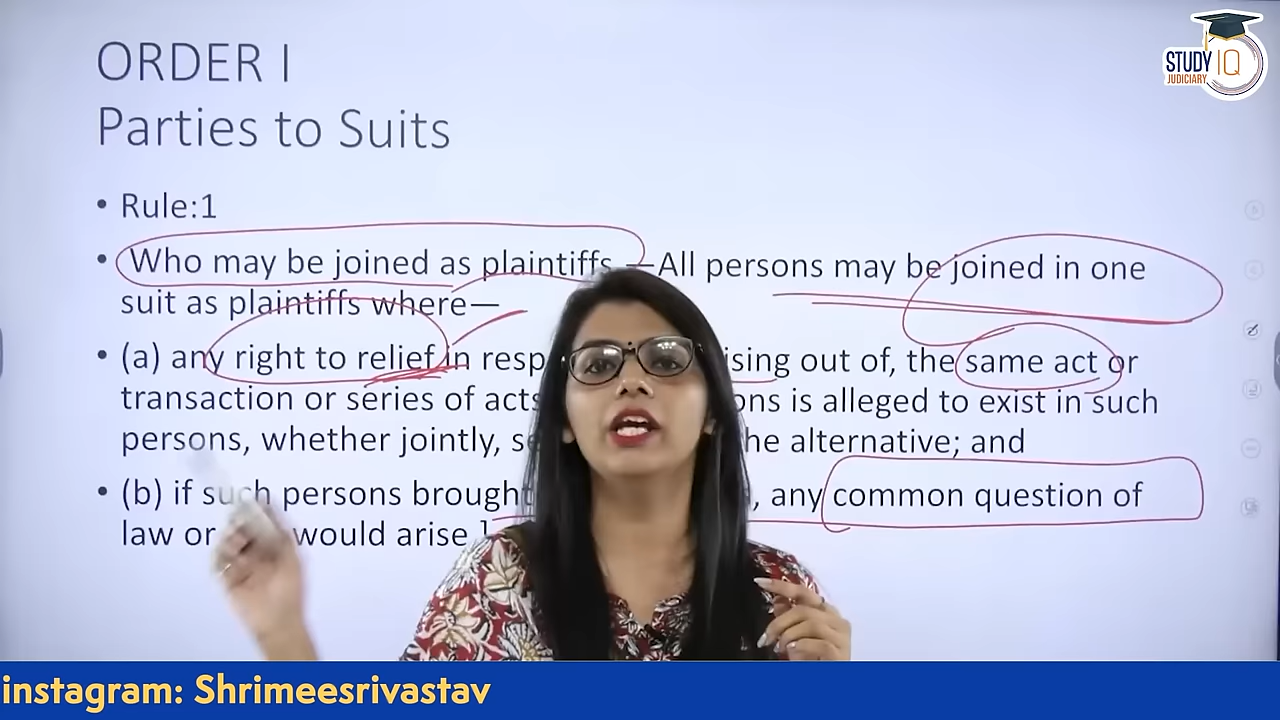 ORDER I
Parties to Suits
STUDY IQ
JUDICIARY
• Rule:1
• Who may be joined as plaintiffs.—All persons may be joined in one
suit as plaintiffs where—
• (a) any right to relief in resp ising out of, the same act or
transaction or series of acts ons is alleged to exist in such
persons, whether jointly, se he alternative; and
• (b) if such persons brought , any common question of
law or would arise.]
instagram: Shrimeesrivastav